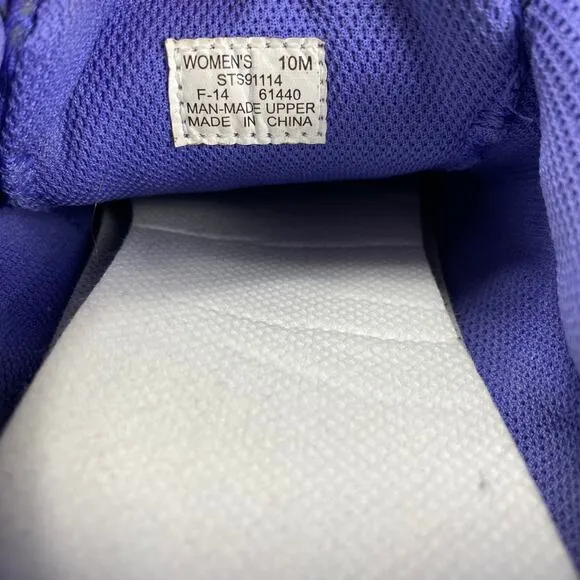 WOMEN'S 10M
STS91114
F-14 61440
MAN-MADE UPPER
MADE IN CHINA